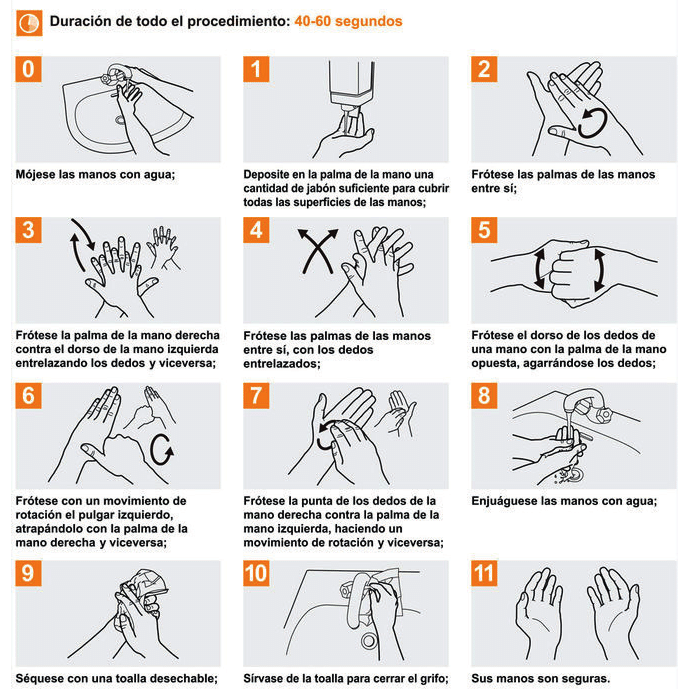 Duración de todo el procedimiento: 40-60 segundos
0
Mójese las manos con agua;
1
Deposite en la palma de la mano una
cantidad de jabón suficiente para cubrir
todas las superficies de las manos;
2
Frótese las palmas de las manos
entre sí;
3
Frótese la palma de la mano derecha
contra el dorso de la mano izquierda
entrelazando los dedos y viceversa;
4
Frótese las palmas de las manos
entre sí, con los dedos
entrelazados;
5
Frótese el dorso de los dedos de
una mano con la palma de la mano
opuesta, agarrándose los dedos;
6
Frótese con un movimiento de
rotación el pulgar izquierdo,
atrapándolo con la palma de la
mano derecha y viceversa;
7
Frótese la punta de los dedos de la
mano derecha contra la palma de la
mano izquierda, haciendo un
movimiento de rotación y viceversa;
8
Enjuáguese las manos con agua;
9
Séquese con una toalla desechable;
10
Sírvase de la toalla para cerrar el grifo;
11
Sus manos son seguras.